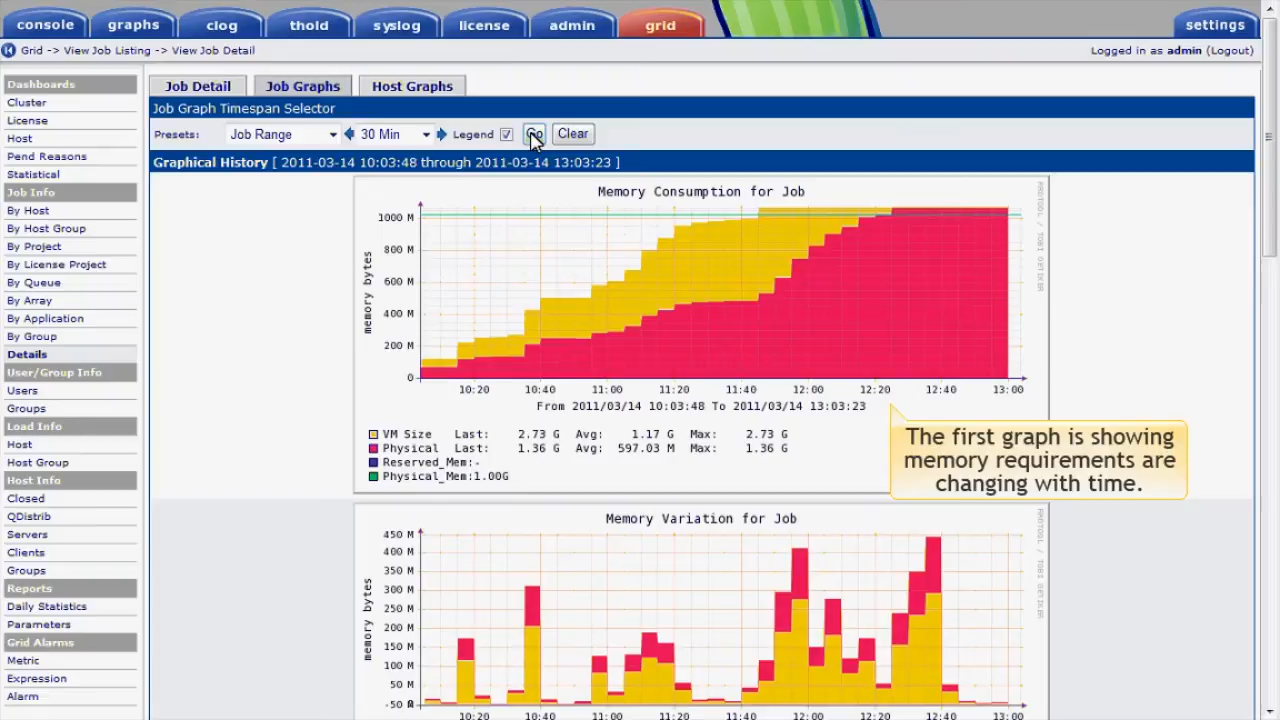 console graphs clog thold syslog license admin grid settings
Grid -> View Job Listing -> View Job Detail Logged in as admin (Logout)
Dashboards
Cluster
License
Host
Pend Reasons
Statistical
Job Info
By Host
By Host Group
By Project
By License Project
By Queue
By Array
By Application
By Group
Details
User/Group Info
Users
Groups
Load Info
Host
Host Group
Host Info
Closed
QDistrib
Servers
Clients
Groups
Reports
Daily Statistics
Parameters
Grid Alarms
Metric
Expression
Alarm
Job Detail Job Graphs Host Graphs
Job Graph Timespan Selector
Presets: Job Range 30 Min Legend Go Clear
Graphical History [ 2011-03-14 10:03:48 through 2011-03-14 13:03:23 ]
Memory Consumption for Job
RRDTOOL / TOBI OETIKER
memory bytes
1000 M
800 M
600 M
400 M
200 M
0
10:20 10:40 11:00 11:20 11:40 12:00 12:20 12:40 13:00
From 2011/03/14 10:03:48 To 2011/03/14 13:03:23
VM Size Last: 2.73 G Avg: 1.17 G Max: 2.73 G
Physical Last: 1.36 G Avg: 597.03 M Max: 1.36 G
Reserved_Mem:-
Physical_Mem:1.00G
The first graph is showing
memory requirements are
changing with time.
Memory Variation for Job
RRDTOOL / TOBI OETIKER
memory bytes
450 M
400 M
350 M
300 M
250 M
200 M
150 M
100 M
50 M
0
-50 M
10:20 10:40 11:00 11:20 11:40 12:00 12:20 12:40 13:00